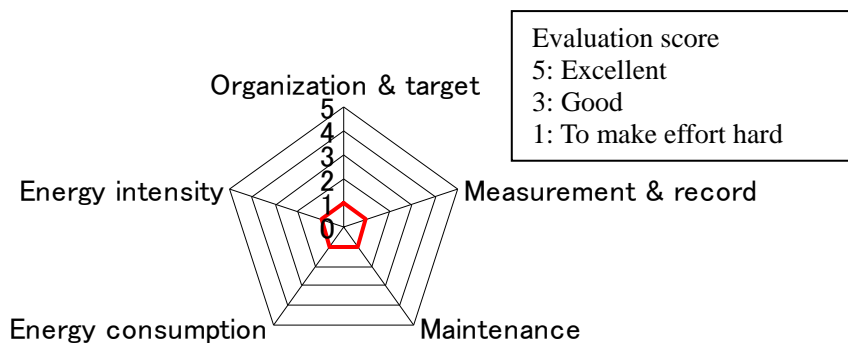 Evaluation score
5: Excellent
3: Good
1: To make effort hard
Organization & target
5
4
3
2
1
0
Energy intensity
Measurement & record
Energy consumption
Maintenance